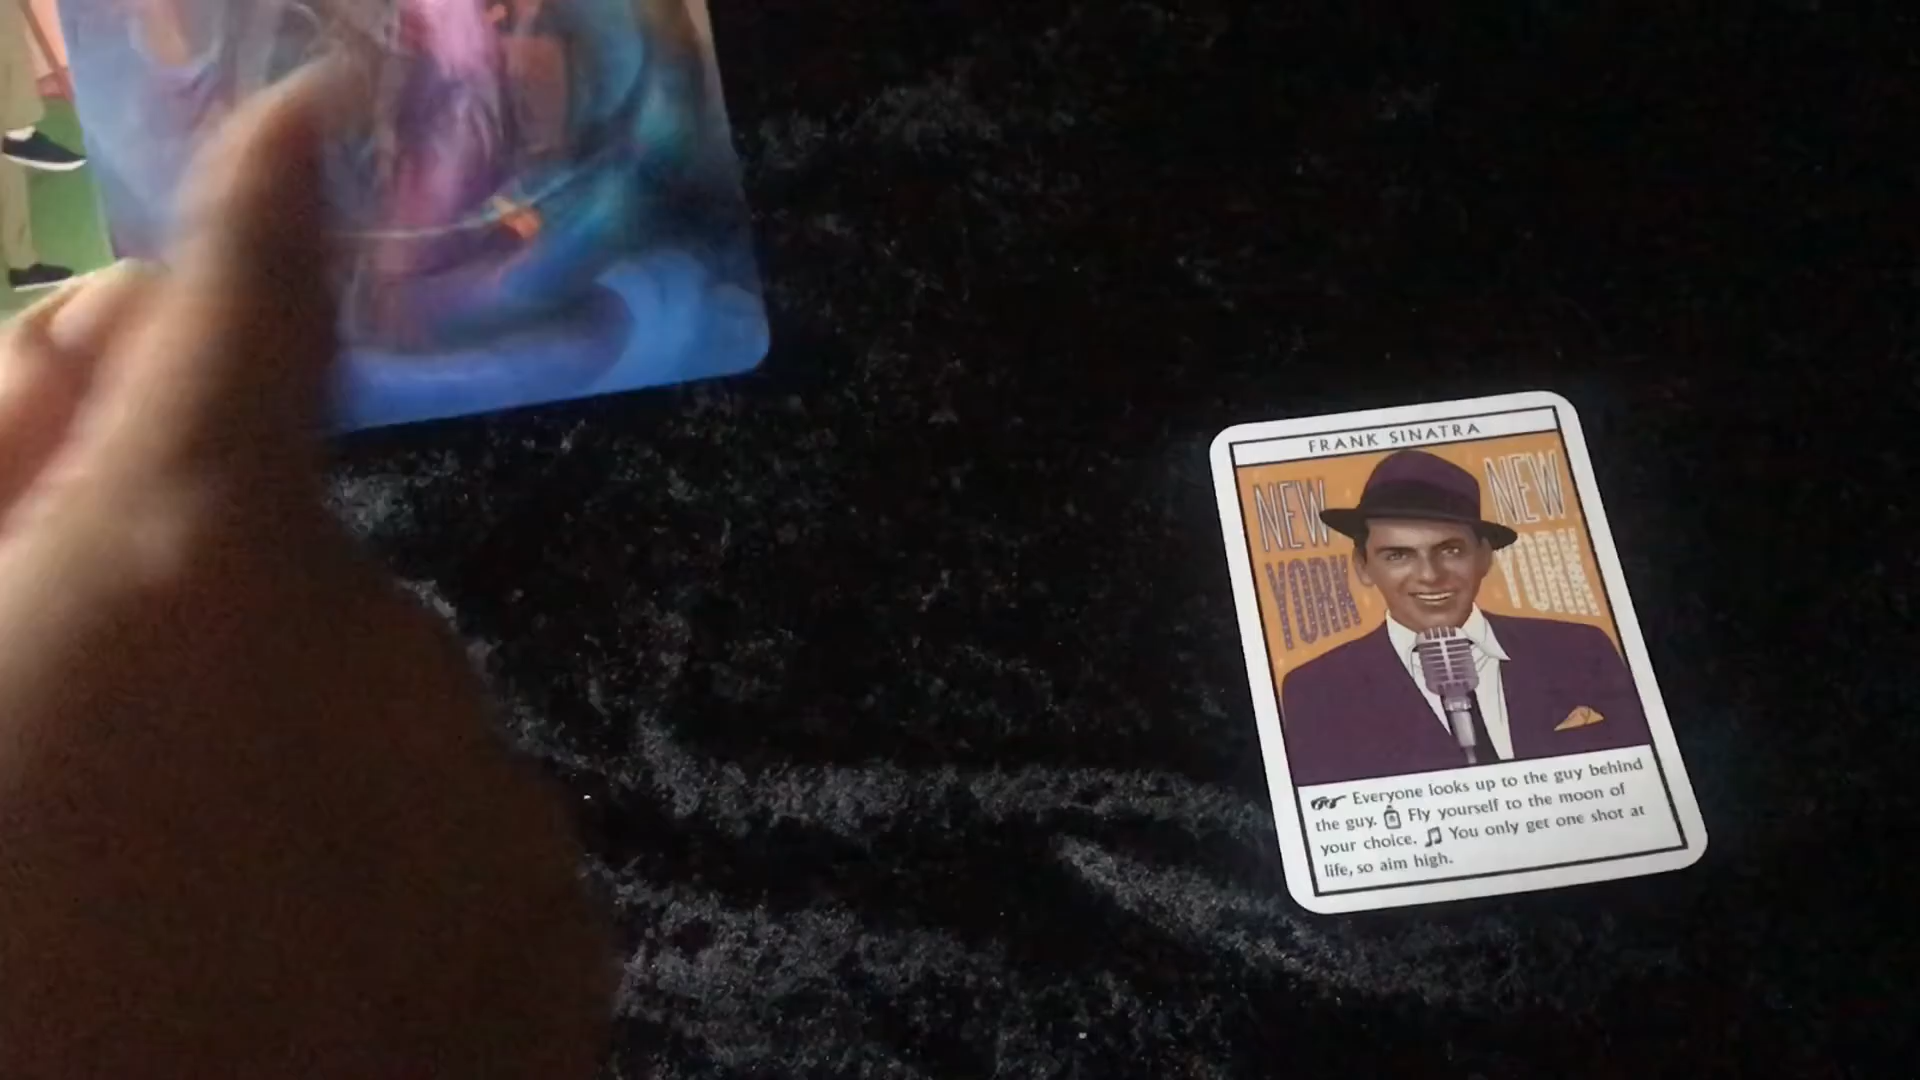 FRANK SINATRA
NEW NEW
YORK YORK
Everyone looks up to the guy behind
the guy. Fly yourself to the moon of
your choice. You only get one shot at
life, so aim high.